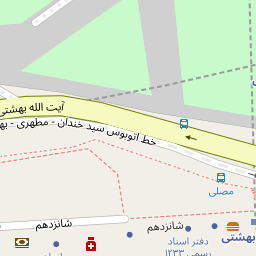 آیت الله بهشتی
خط اتوبوس سید خندان - مطهری - به
مصلی
شانزدهم
شانزدهم
بهشتی
دفتر اسناد
رسمی ۱۲۳۳